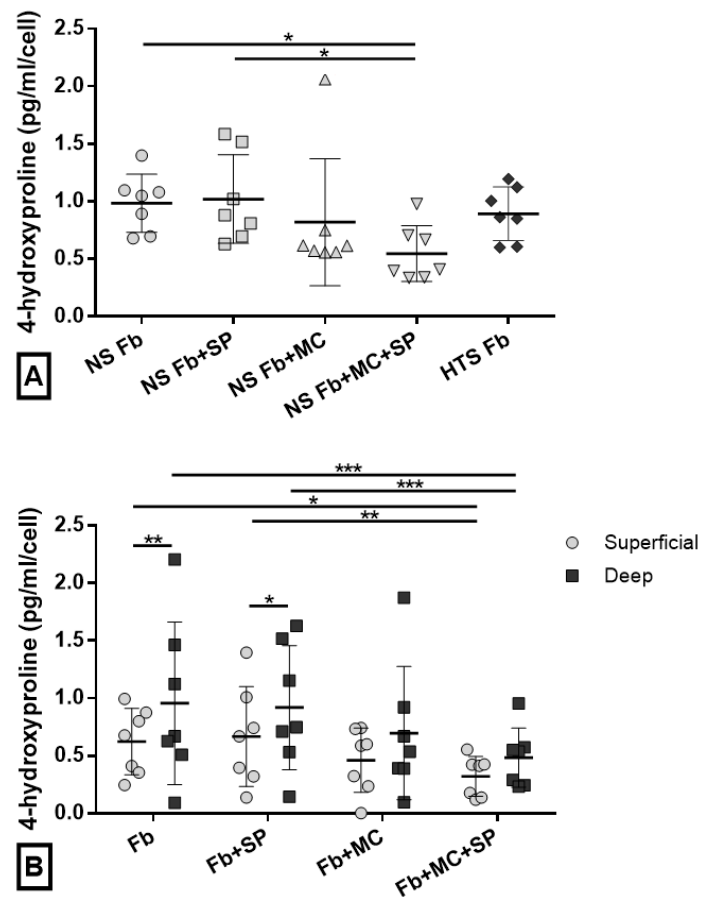 4-hydroxyproline (pg/ml/cell)
2.5
2.0
1.5
1.0
0.5
0.0
*
*
NS Fb
NS Fb+SP
NS Fb+MC
NS Fb+MC+SP
HTS Fb
A
***
***
*
**
4-hydroxyproline (pg/ml/cell)
2.5
2.0
1.5
1.0
0.5
0.0
**
*
Superficial
Deep
Fb
Fb+SP
Fb+MC
Fb+MC+SP
B